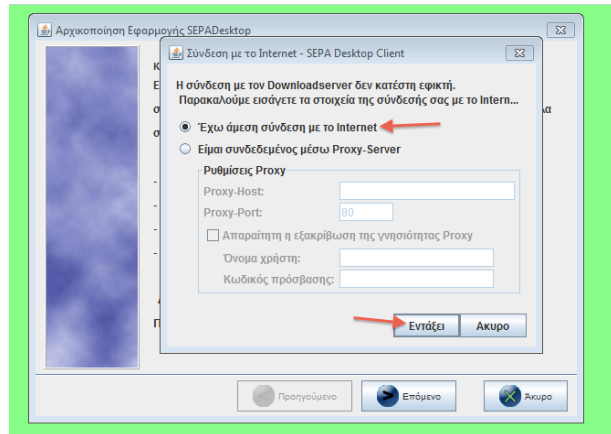 Αρχικοποίηση Εφαρμογής SEPADesktop
Σύνδεση με το Internet - SEPA Desktop Client
Η σύνδεση με τον Downloadserver δεν κατέστη εφικτή.
Παρακαλούμε εισάγετε τα στοιχεία της σύνδεσής σας με το Intern...
Έχω άμεση σύνδεση με το Internet
Είμαι συνδεδεμένος μέσω Proxy-Server
Ρυθμίσεις Proxy
Proxy-Host:
Proxy-Port: 80
Απαραίτητη η εξακρίβωση της γνησιότητας Proxy
Όνομα χρήστη:
Κωδικός πρόσβασης:
Εντάξει Ακυρο
Προηγούμενο Επόμενο Άκυρο